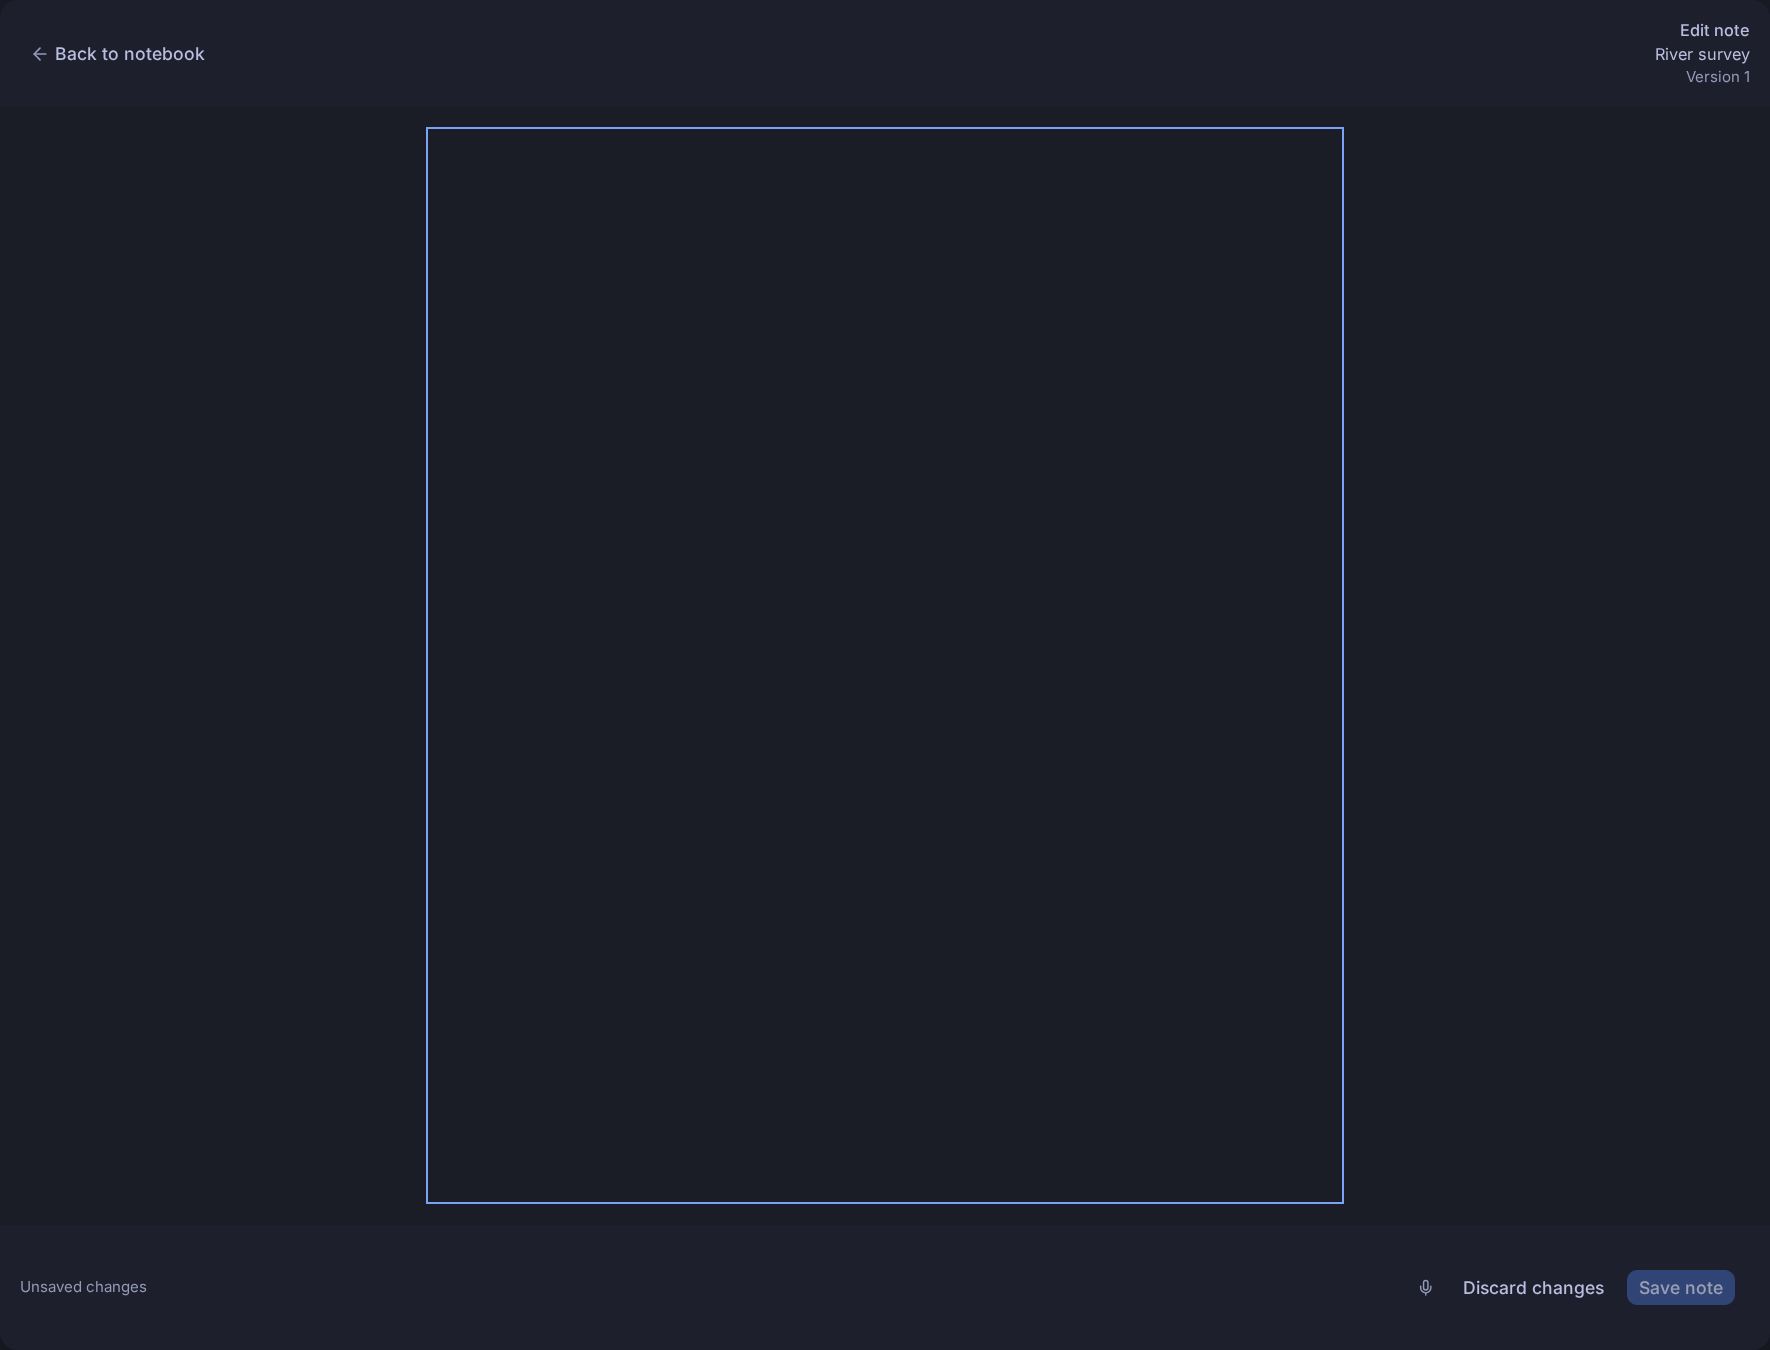 Back to notebook
Edit note
River survey
Version 1
Unsaved changes
Discard changes
Save note